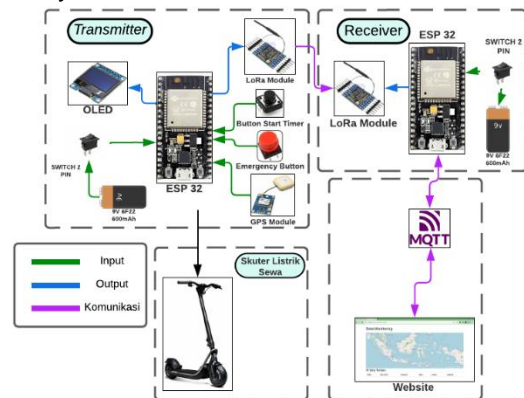 Transmitter
LoRa Module
OLED
Button Start Timer
SWITCH 2
PIN
Emergency Button
ESP 32
9V 6F22
600mAh
GPS Module
Receiver
ESP 32
SWITCH 2
PIN
LoRa Module
9v
9V 6F22
600mAh
Input
Output
Komunikasi
Skuter Listrik
Sewa
MQTT
Website